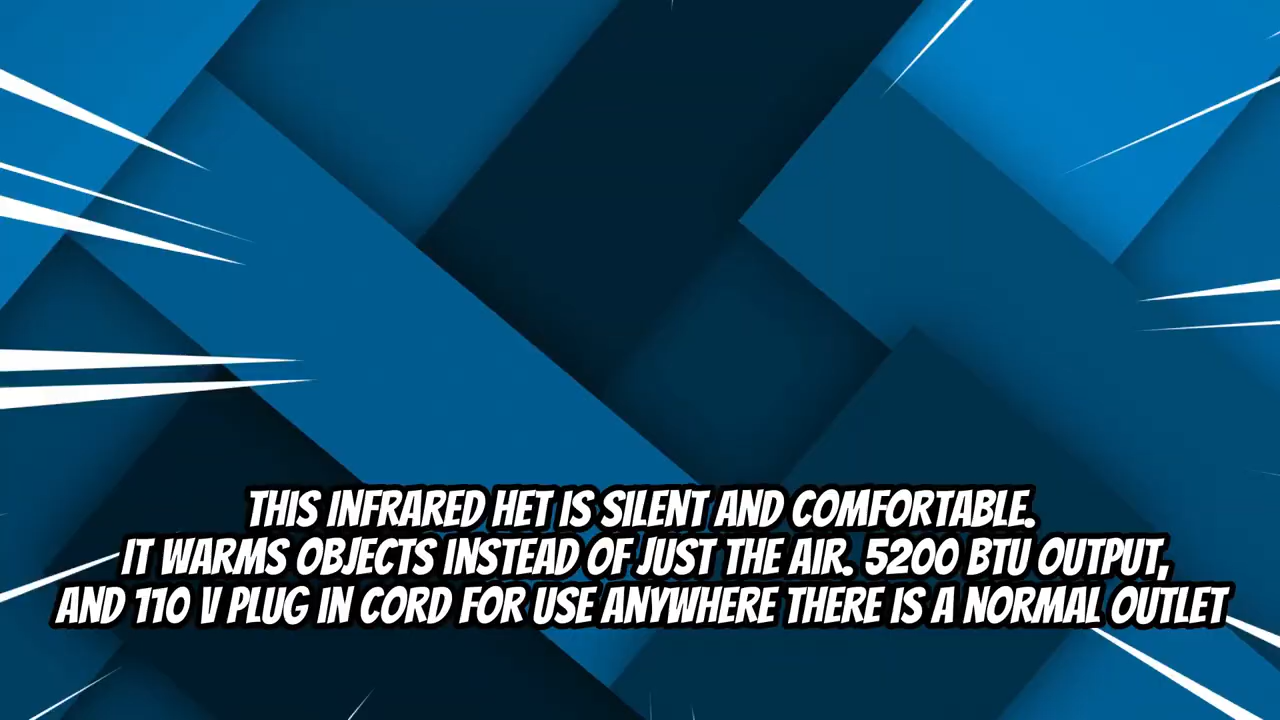 THIS INFRARED HET IS SILENT AND COMFORTABLE.
IT WARMS OBJECTS INSTEAD OF JUST THE AIR. 5200 BTU OUTPUT,
AND 110 V PLUG IN CORD FOR USE ANYWHERE THERE IS A NORMAL OUTLET